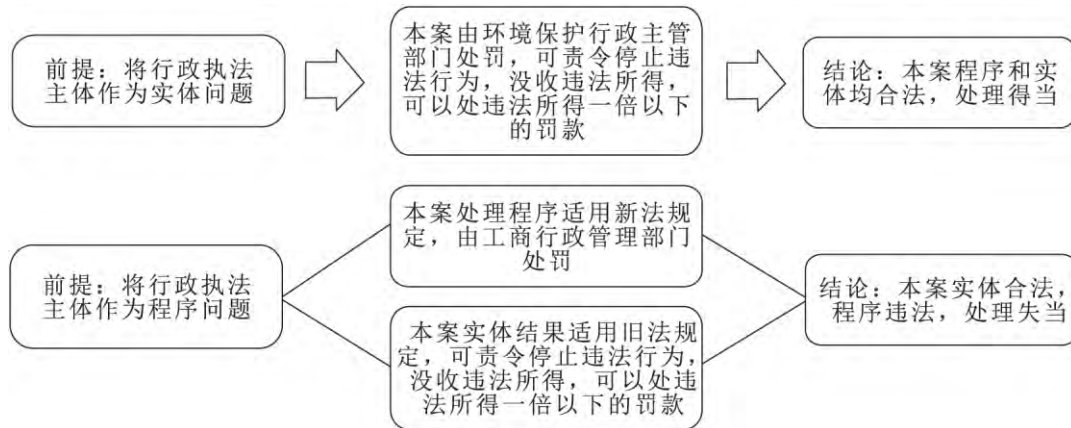 前提：将行政执法
主体作为实体问题
本案由环境保护行政主管
部门处罚，可责令停止违
法行为，没收违法所得，
可以处违法所得一倍以下
的罚款
结论：本案程序和实
体均合法，处理得当
前提：将行政执法
主体作为程序问题
本案处理程序适用新法规
定，由工商行政管理部门
处罚
本案实体结果适用旧法规
定，可责令停止违法行为，
没收违法所得，可以处违
法所得一倍以下的罚款
结论：本案实体合法，
程序违法，处理失当